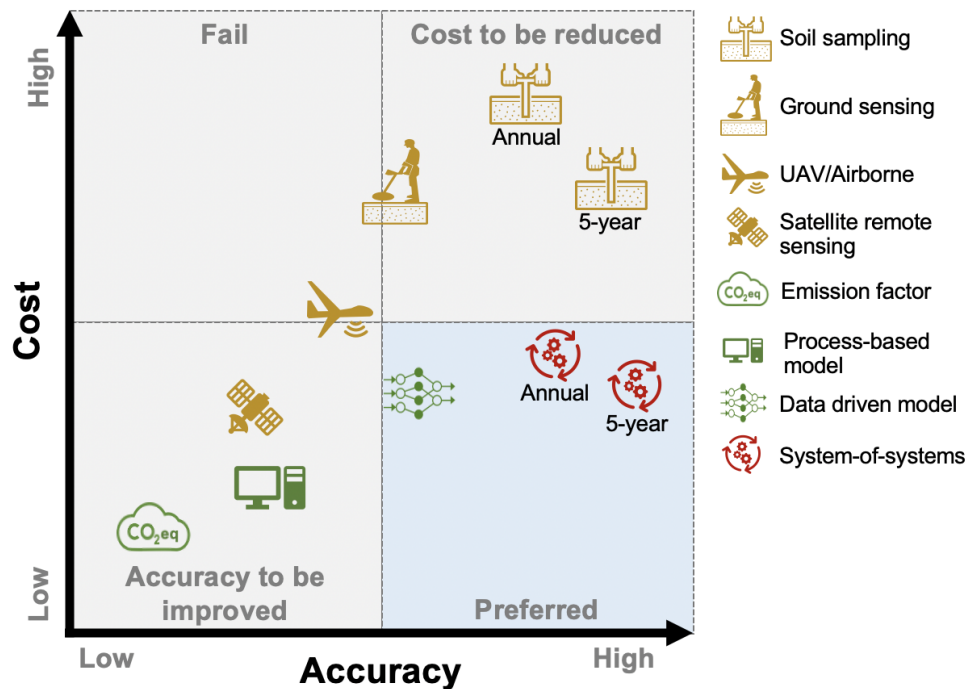 Fail
Cost to be reduced
High
Annual
5-year
Cost
Annual
5-year
CO2eq
Accuracy to be
improved
Preferred
Low
Low
Accuracy
High
Soil sampling
Ground sensing
UAV/Airborne
Satellite remote
sensing
CO2eq
Emission factor
Process-based
model
Data driven model
System-of-systems